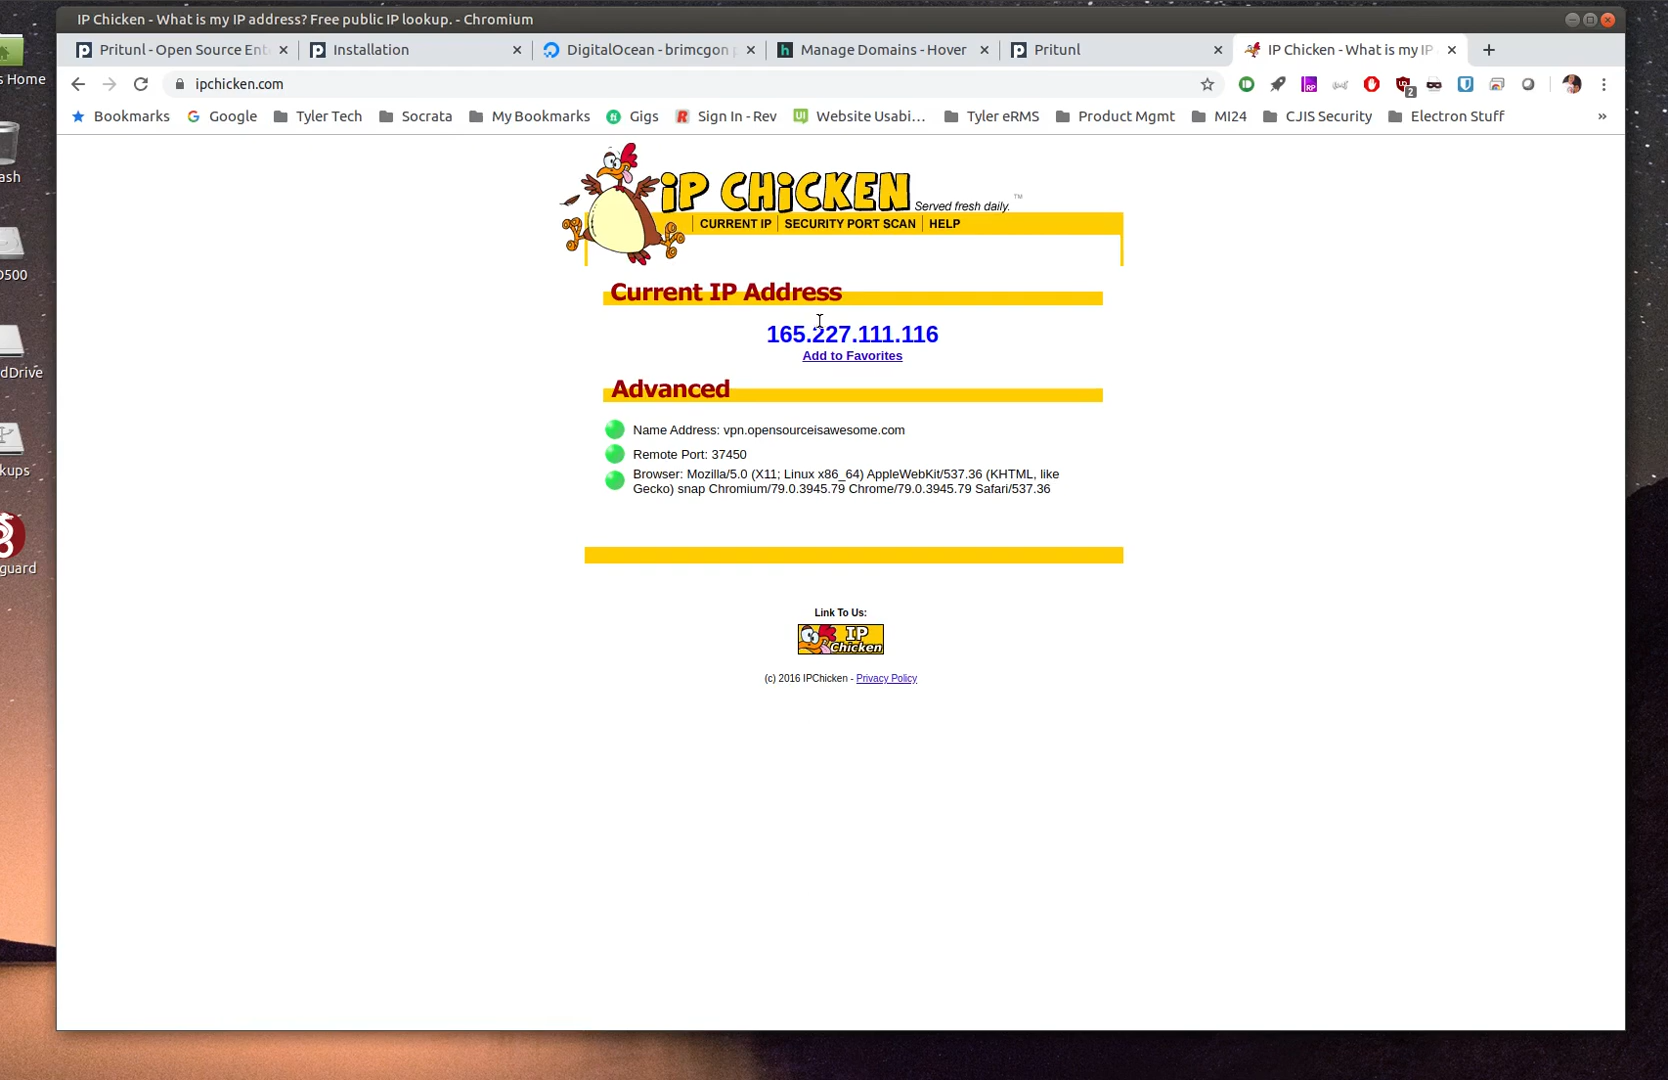 IP Chicken - What is my IP address? Free public IP lookup. - Chromium
Pritunl - Open Source Ent
Installation
DigitalOcean - brimcgon p
Manage Domains - Hover
Pritunl
IP Chicken - What is my IP
ipchicken.com
RP
2
Bookmarks
Google
Tyler Tech
Socrata
My Bookmarks
Gigs
Sign In - Rev
Website Usabi...
Tyler eRMS
Product Mgmt
MI24
CJIS Security
Electron Stuff
»
s Home
ash
0500
dDrive
kups
guard
iP CHiCKEN Served fresh daily. ™
CURRENT IP | SECURITY PORT SCAN | HELP
Current IP Address
165.227.111.116
Add to Favorites
Advanced
Name Address: vpn.opensourceisawesome.com
Remote Port: 37450
Browser: Mozilla/5.0 (X11; Linux x86_64) AppleWebKit/537.36 (KHTML, like
Gecko) snap Chromium/79.0.3945.79 Chrome/79.0.3945.79 Safari/537.36
Link To Us:
IP
Chicken
(c) 2016 IPChicken - Privacy Policy